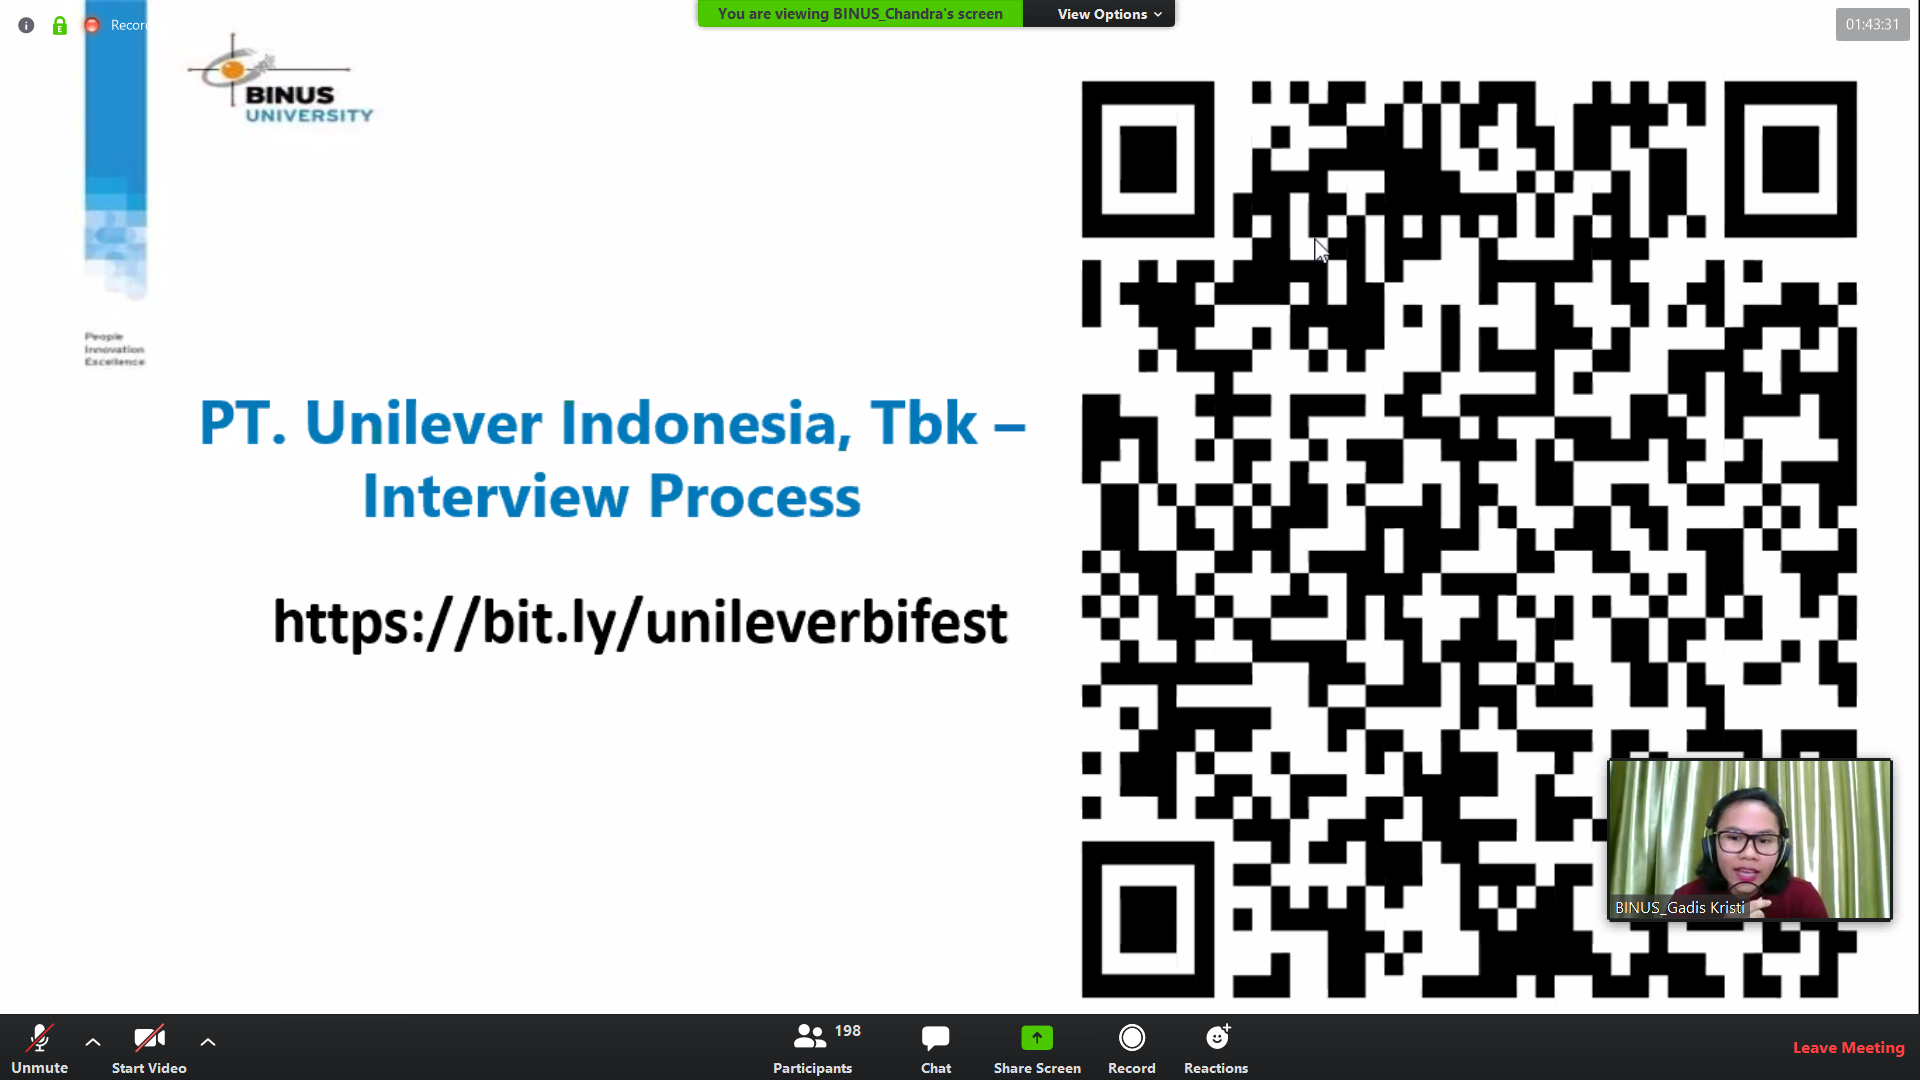 You are viewing BINUS_Chandra's screen
View Options
01:43:31
Recor
BINUS
UNIVERSITY
People
Innovation
Excellence
PT. Unilever Indonesia, Tbk –
Interview Process
https://bit.ly/unileverbifest
BINUS_Gadis Kristi
Unmute
Start Video
198
Participants
Chat
Share Screen
Record
Reactions
Leave Meeting